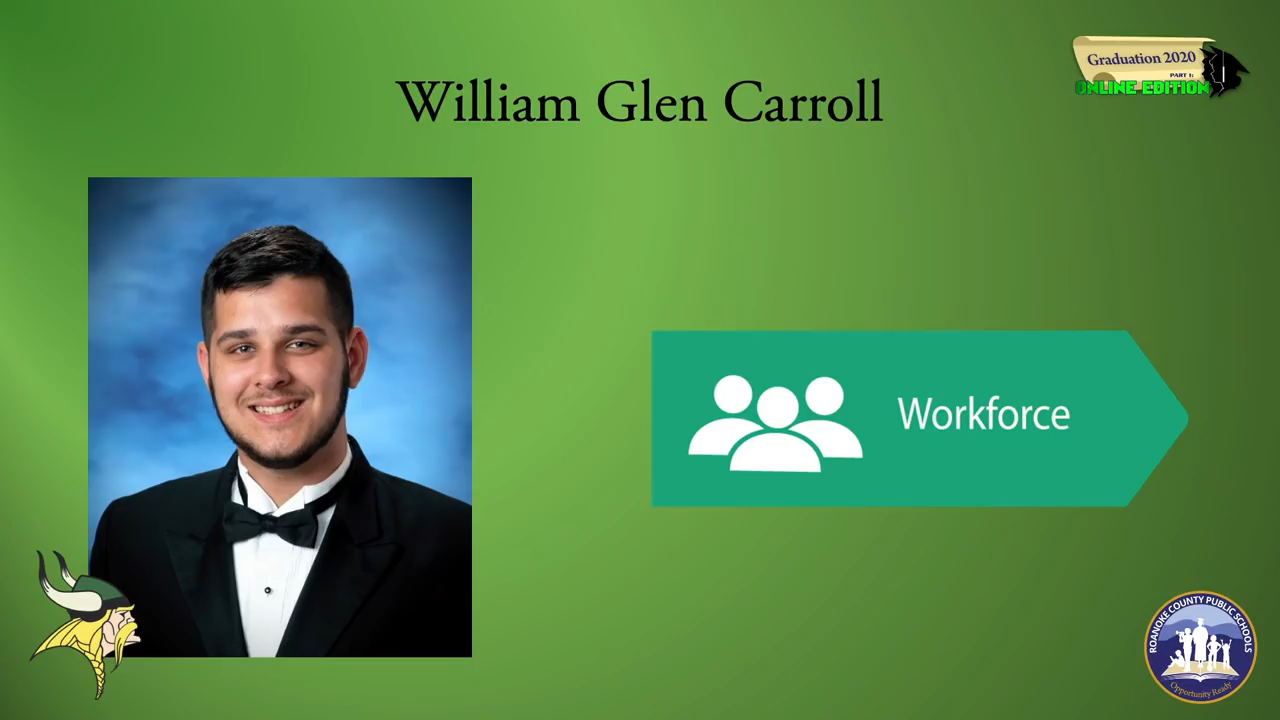 William Glen Carroll
Graduation 2020
PART 1:
ONLINE EDITION
Workforce
ROANOKE COUNTY PUBLIC SCHOOLS
Opportunity Ready